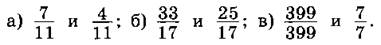 а) 7/11 и 4/11; б) 33/17 и 25/17; в) 399/399 и 7/7.